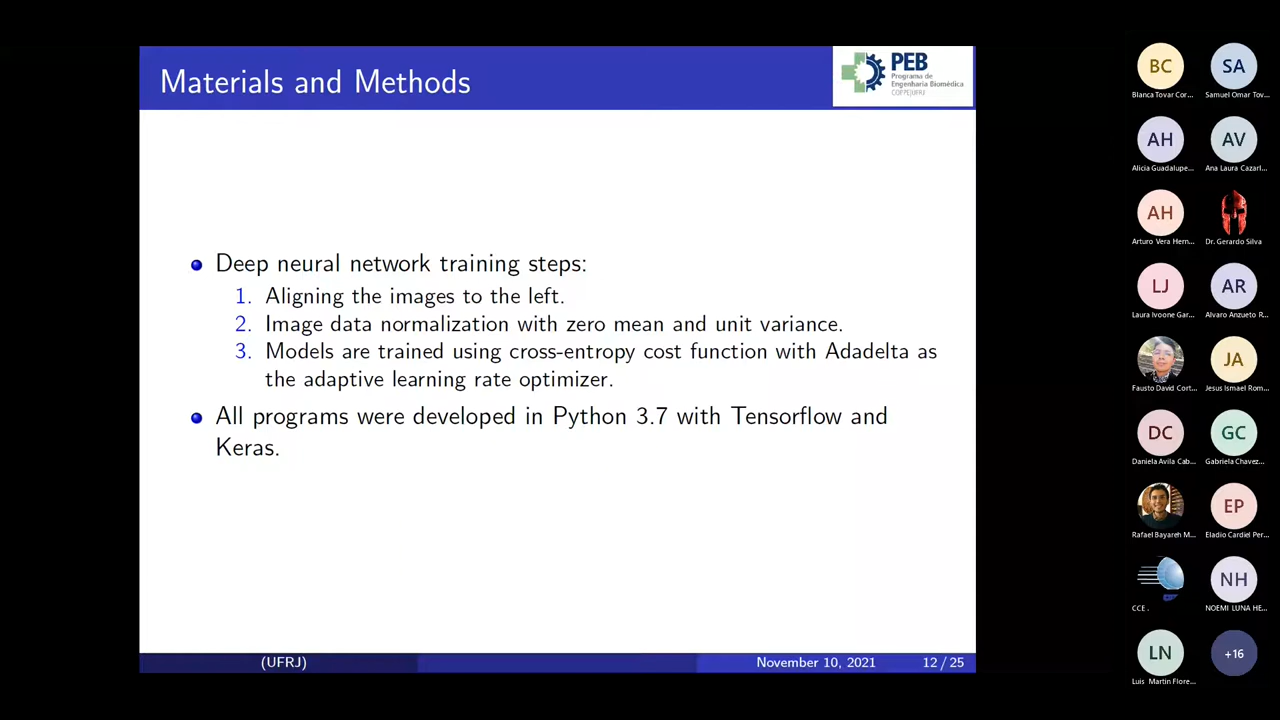 Materials and Methods
PEB
Programa de
Engenharia Biomédica
COPPE/UFRJ
Deep neural network training steps:
1. Aligning the images to the left.
2. Image data normalization with zero mean and unit variance.
3. Models are trained using cross-entropy cost function with Adadelta as
the adaptive learning rate optimizer.
All programs were developed in Python 3.7 with Tensorflow and
Keras.
(UFRJ)
November 10, 2021
12 / 25
BC
Blanca Tovar Cor...
SA
Samuel Omar Tov...
AH
Alicia Guadalupe...
AV
Ana Laura Cazarl...
AH
Arturo Vera Hern...
Dr. Gerardo Silva
LJ
Laura Ivoone Gar...
AR
Alvaro Anzueto R...
Fausto David Cort...
JA
Jesus Ismael Rom...
DC
Daniela Avila Cab...
GC
Gabriela Chavez...
Rafael Bayareh M...
EP
Eladio Cardiel Per...
CCE .
NH
NOEMI LUNA HE...
LN
Luis Martin Flore...
+16